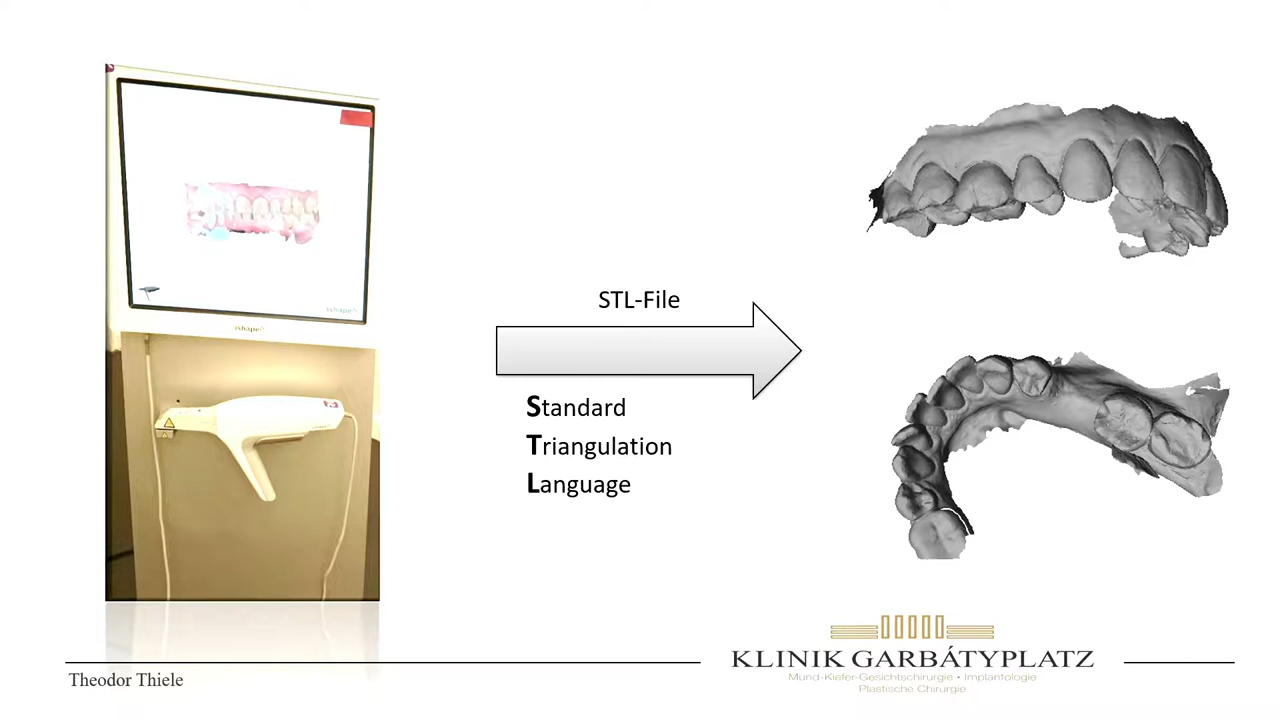 STL-File
Standard
Triangulation
Language
Theodor Thiele
KLINIK GARBÁTYPLATZ
Mund-Kiefer-Gesichtschirurgie • Implantologie
Plastische Chirurgie